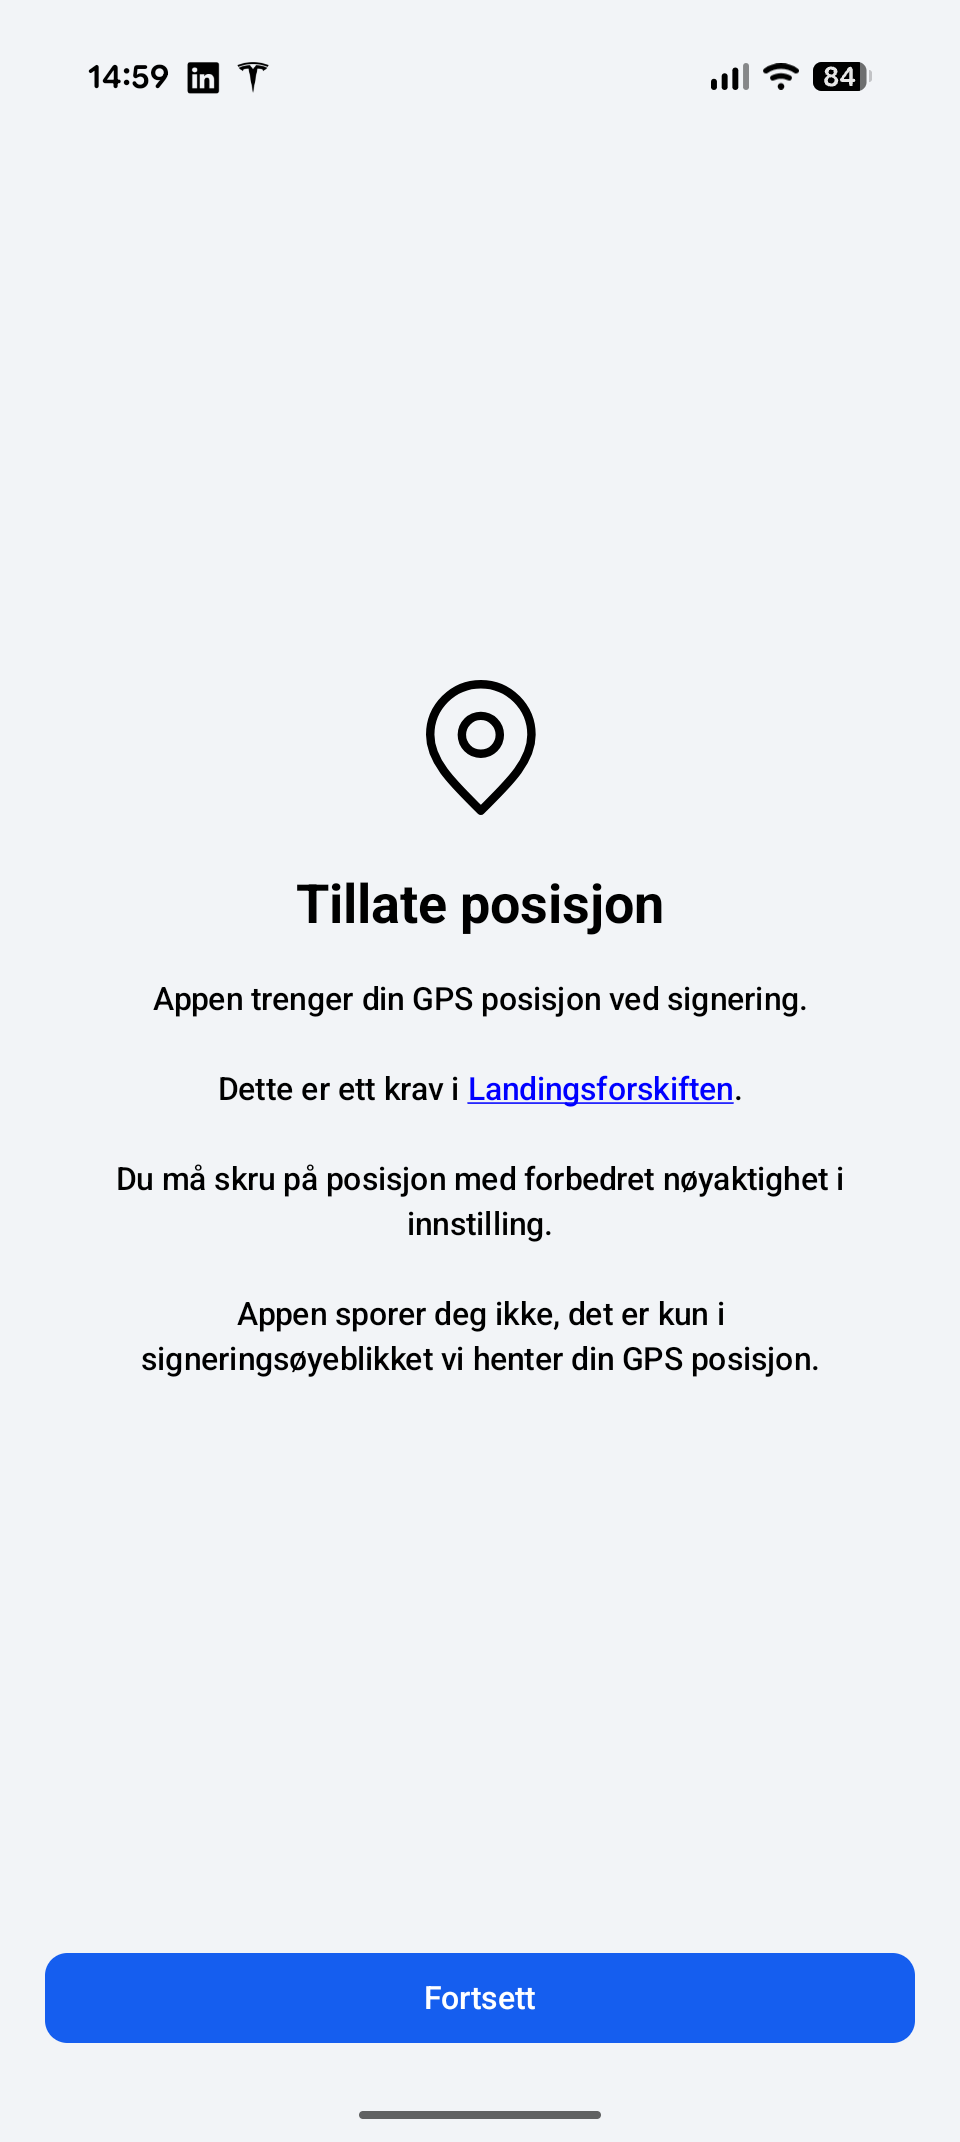 14:59 in 84
Tillate posisjon
Appen trenger din GPS posisjon ved signering.
Dette er ett krav i Landingsforskiften.
Du må skru på posisjon med forbedret nøyaktighet i
innstilling.
Appen sporer deg ikke, det er kun i
signeringsøyeblikket vi henter din GPS posisjon.
Fortsett